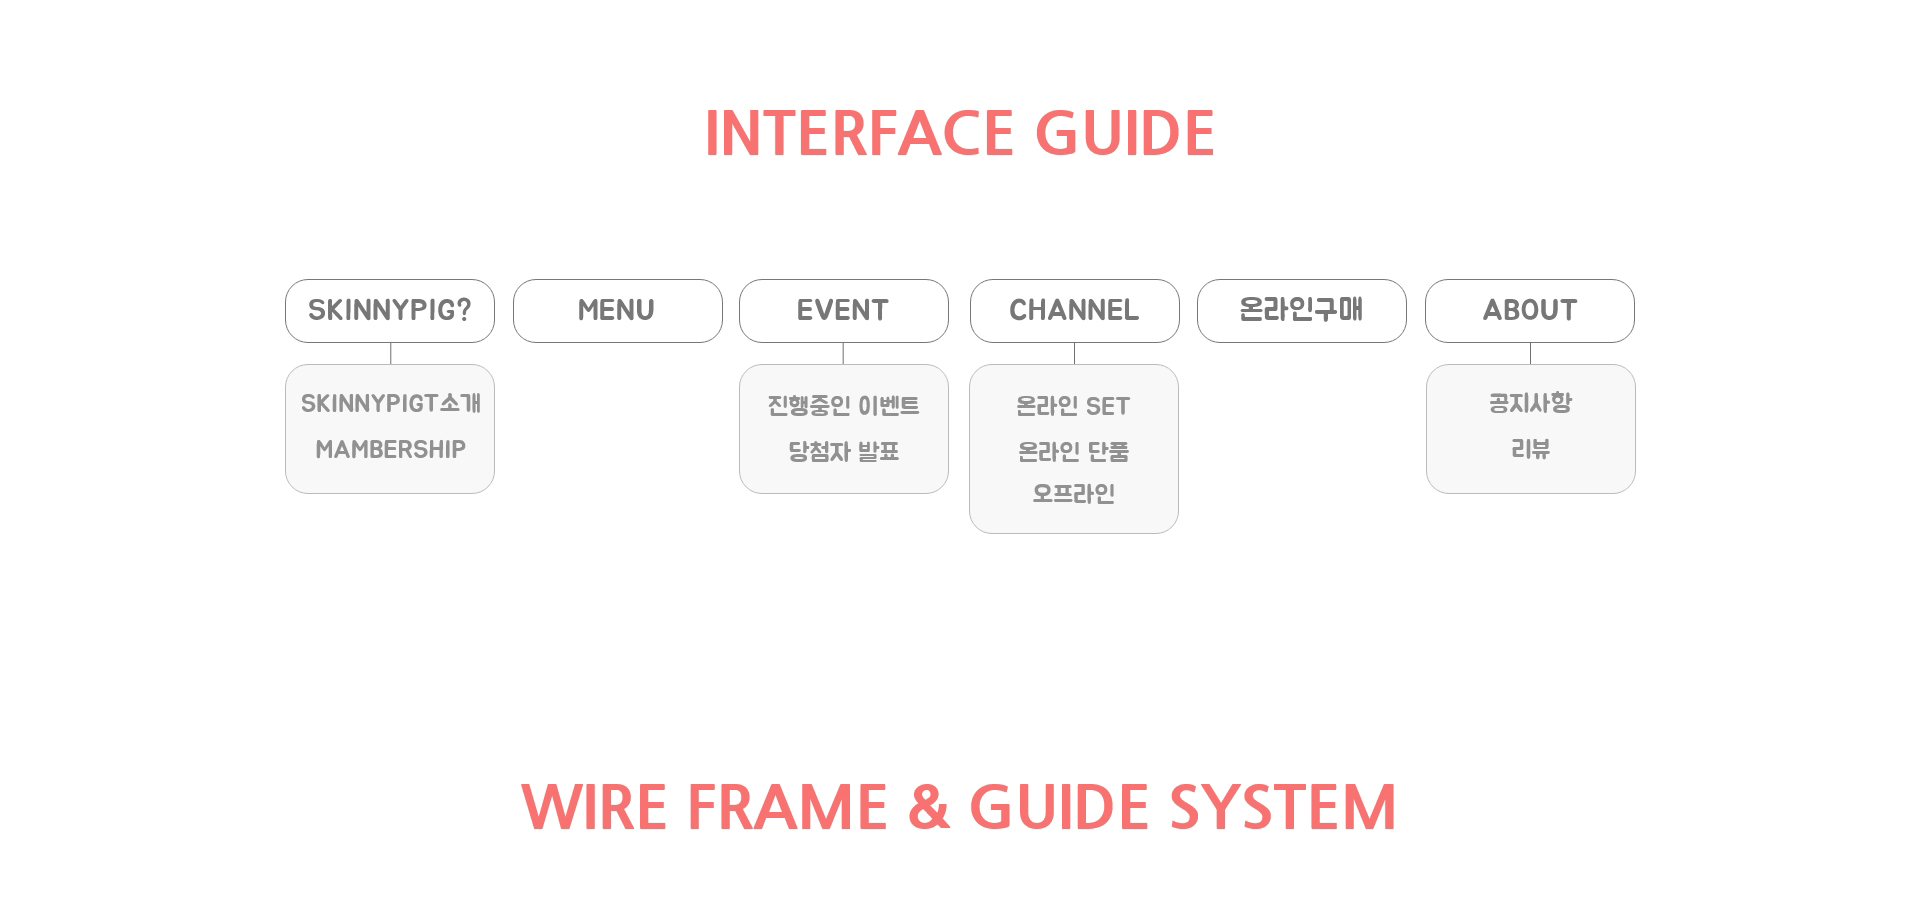 INTERFACE GUIDE
SKINNYPIG?
MENU
EVENT
CHANNEL
온라인구매
ABOUT
SKINNYPIGT소개
MAMBERSHIP
진행중인 이벤트
당첨자 발표
온라인 SET
온라인 단품
오프라인
공지사항
리뷰
WIRE FRAME & GUIDE SYSTEM